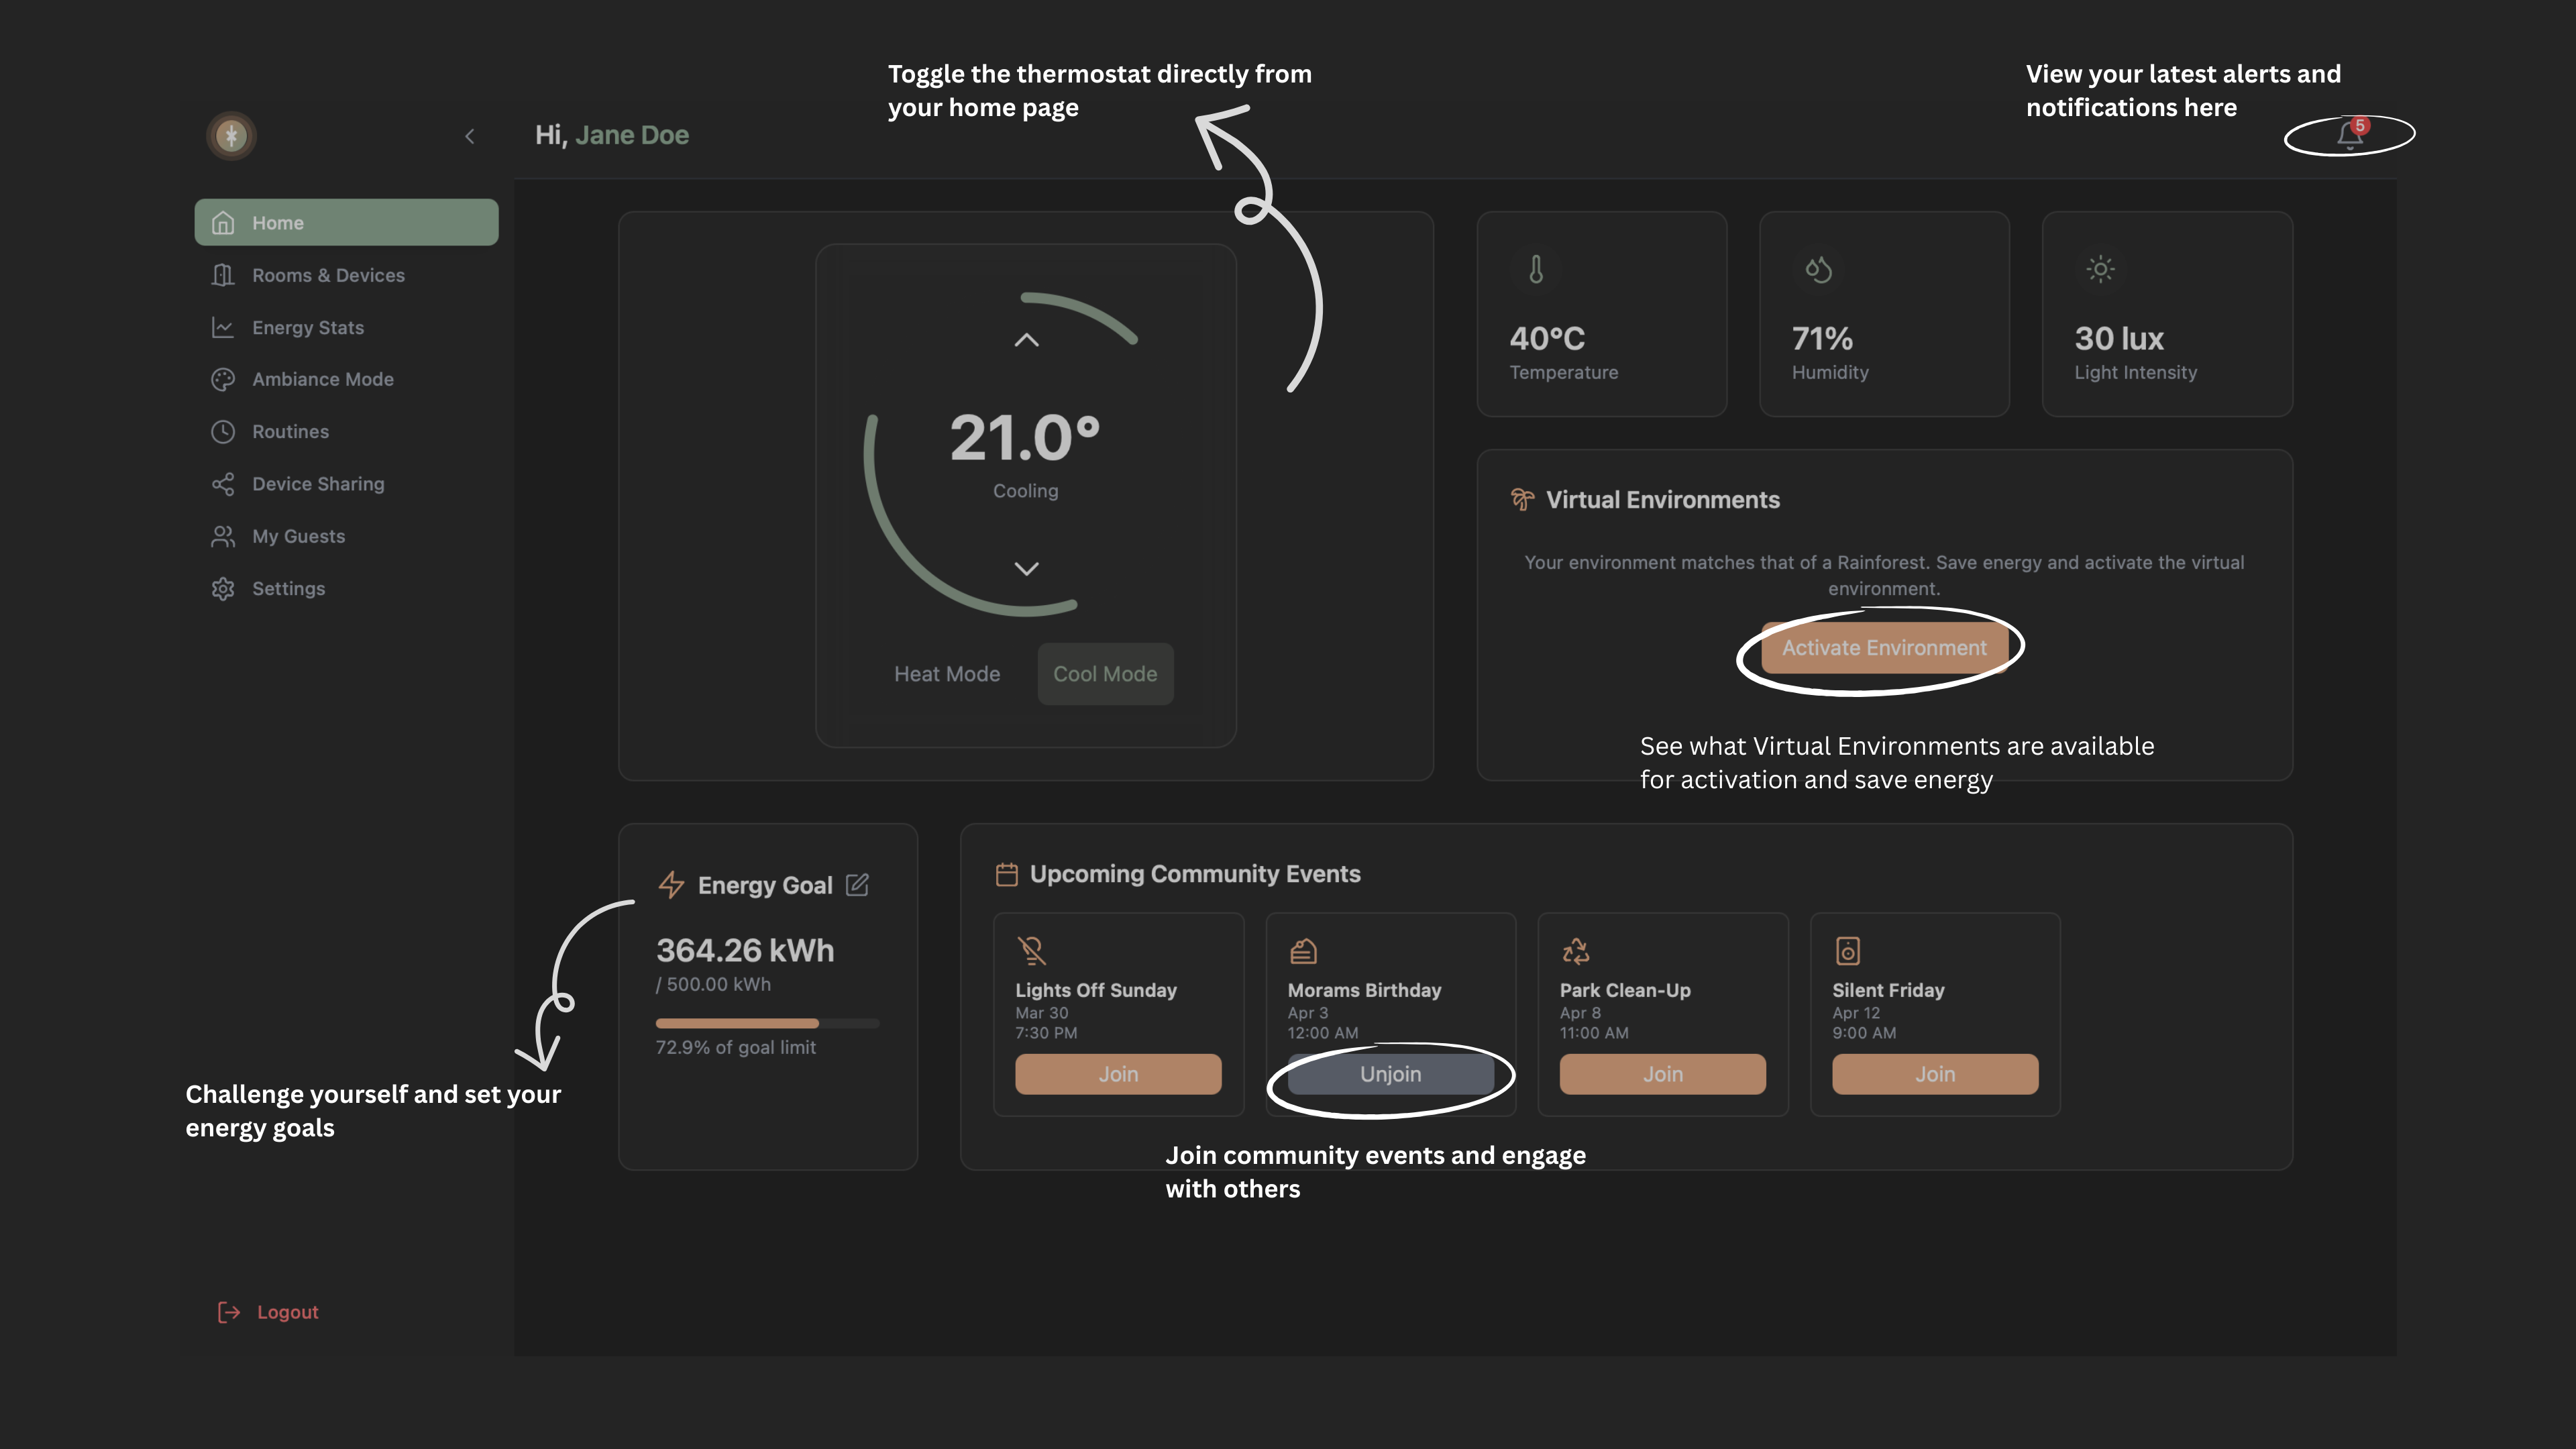 Toggle the thermostat directly from
your home page
View your latest alerts and
notifications here
5
Hi, Jane Doe
Home
Rooms & Devices
Energy Stats
Ambiance Mode
Routines
Device Sharing
My Guests
Settings
21.0°
Cooling
Heat Mode
Cool Mode
40°C
Temperature
71%
Humidity
30 lux
Light Intensity
Virtual Environments
Your environment matches that of a Rainforest. Save energy and activate the virtual
environment.
Activate Environment
See what Virtual Environments are available
for activation and save energy
Energy Goal
364.26 kWh
/ 500.00 kWh
72.9% of goal limit
Challenge yourself and set your
energy goals
Upcoming Community Events
Lights Off Sunday
Mar 30
7:30 PM
Join
Morams Birthday
Apr 3
12:00 AM
Unjoin
Park Clean-Up
Apr 8
11:00 AM
Join
Silent Friday
Apr 12
9:00 AM
Join
Join community events and engage
with others
Logout